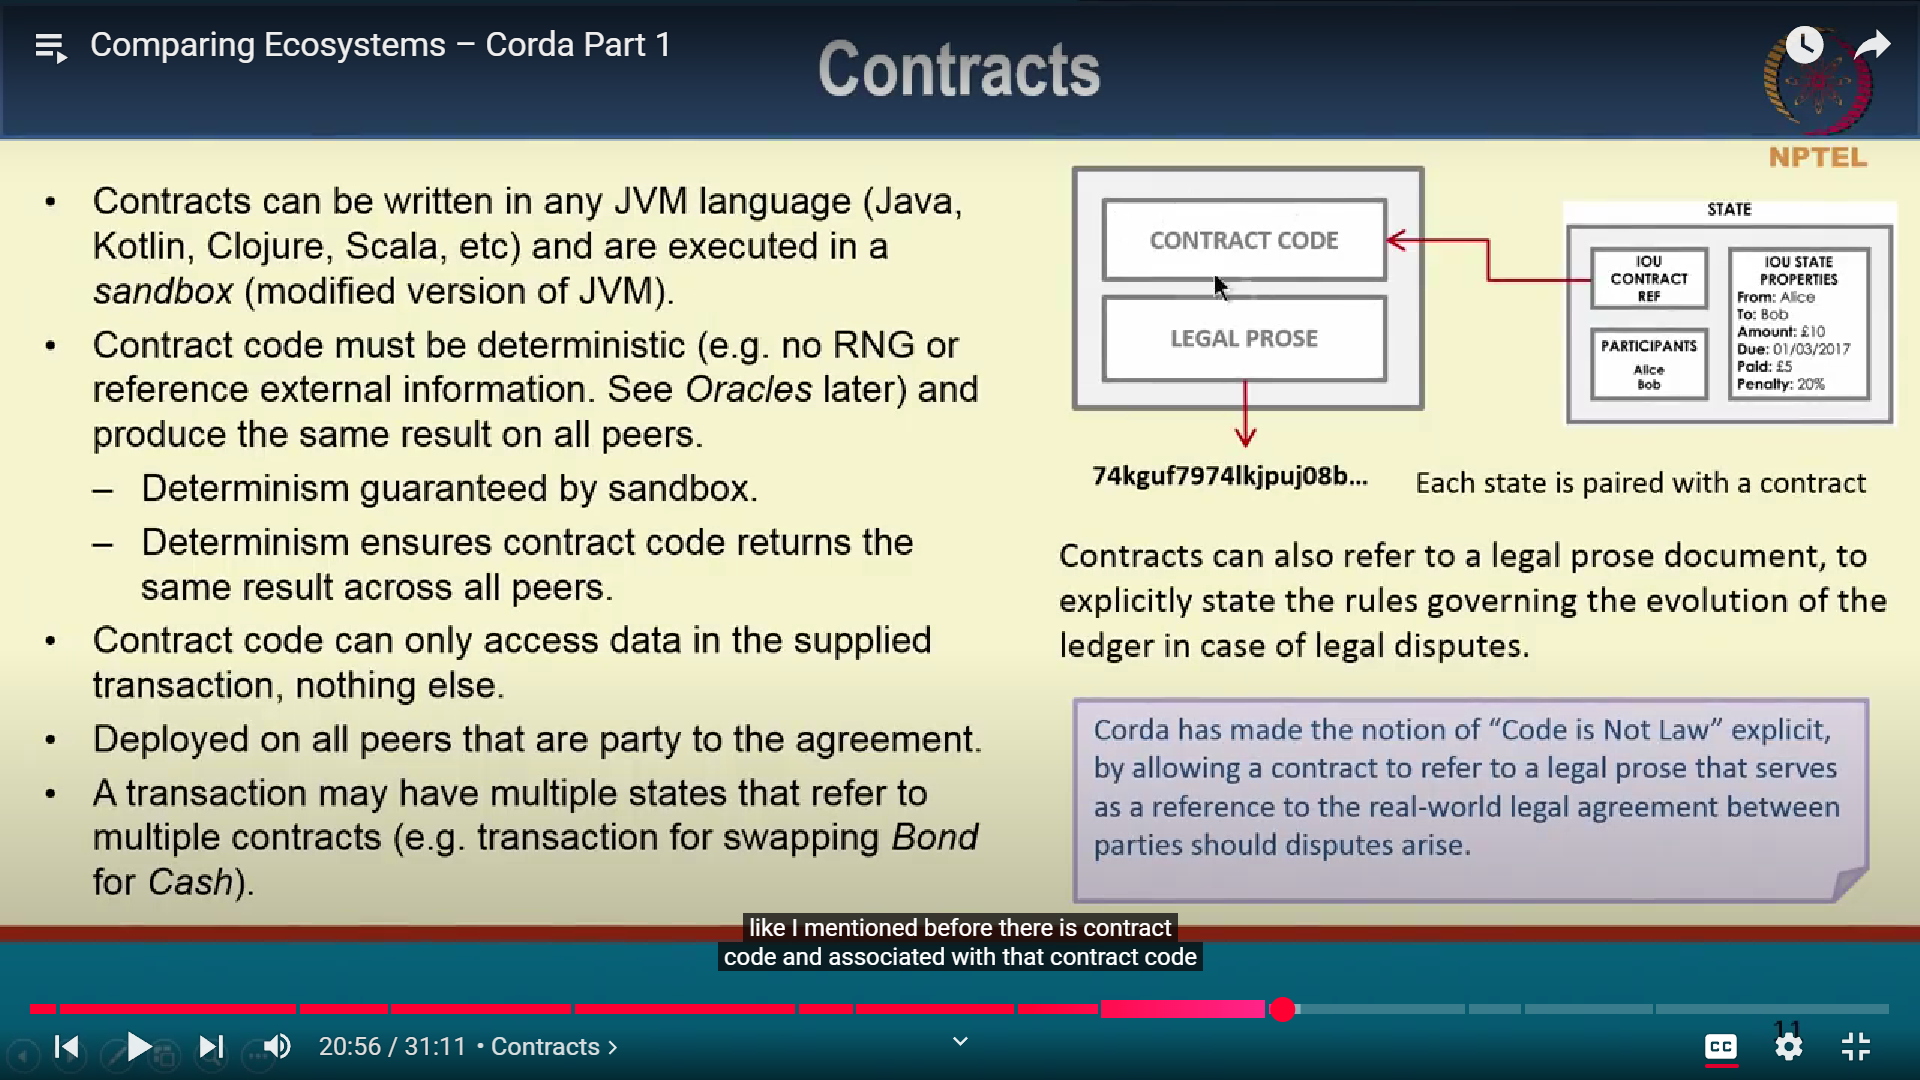 Comparing Ecosystems – Corda Part 1
Contracts
NPTEL
• Contracts can be written in any JVM language (Java,
Kotlin, Clojure, Scala, etc) and are executed in a
sandbox (modified version of JVM).
• Contract code must be deterministic (e.g. no RNG or
reference external information. See Oracles later) and
produce the same result on all peers.
– Determinism guaranteed by sandbox.
– Determinism ensures contract code returns the
same result across all peers.
• Contract code can only access data in the supplied
transaction, nothing else.
• Deployed on all peers that are party to the agreement.
• A transaction may have multiple states that refer to
multiple contracts (e.g. transaction for swapping Bond
for Cash).
CONTRACT CODE
LEGAL PROSE
74kguf7974lkjpuj08b...
STATE
IOU
CONTRACT
REF
PARTICIPANTS
Alice
Bob
IOU STATE
PROPERTIES
From: Alice
To: Bob
Amount: £10
Due: 01/03/2017
Paid: £5
Penalty: 20%
Each state is paired with a contract
Contracts can also refer to a legal prose document, to
explicitly state the rules governing the evolution of the
ledger in case of legal disputes.
Corda has made the notion of “Code is Not Law” explicit,
by allowing a contract to refer to a legal prose that serves
as a reference to the real-world legal agreement between
parties should disputes arise.
like I mentioned before there is contract
code and associated with that contract code
11
20:56 / 31:11 • Contracts >
CC